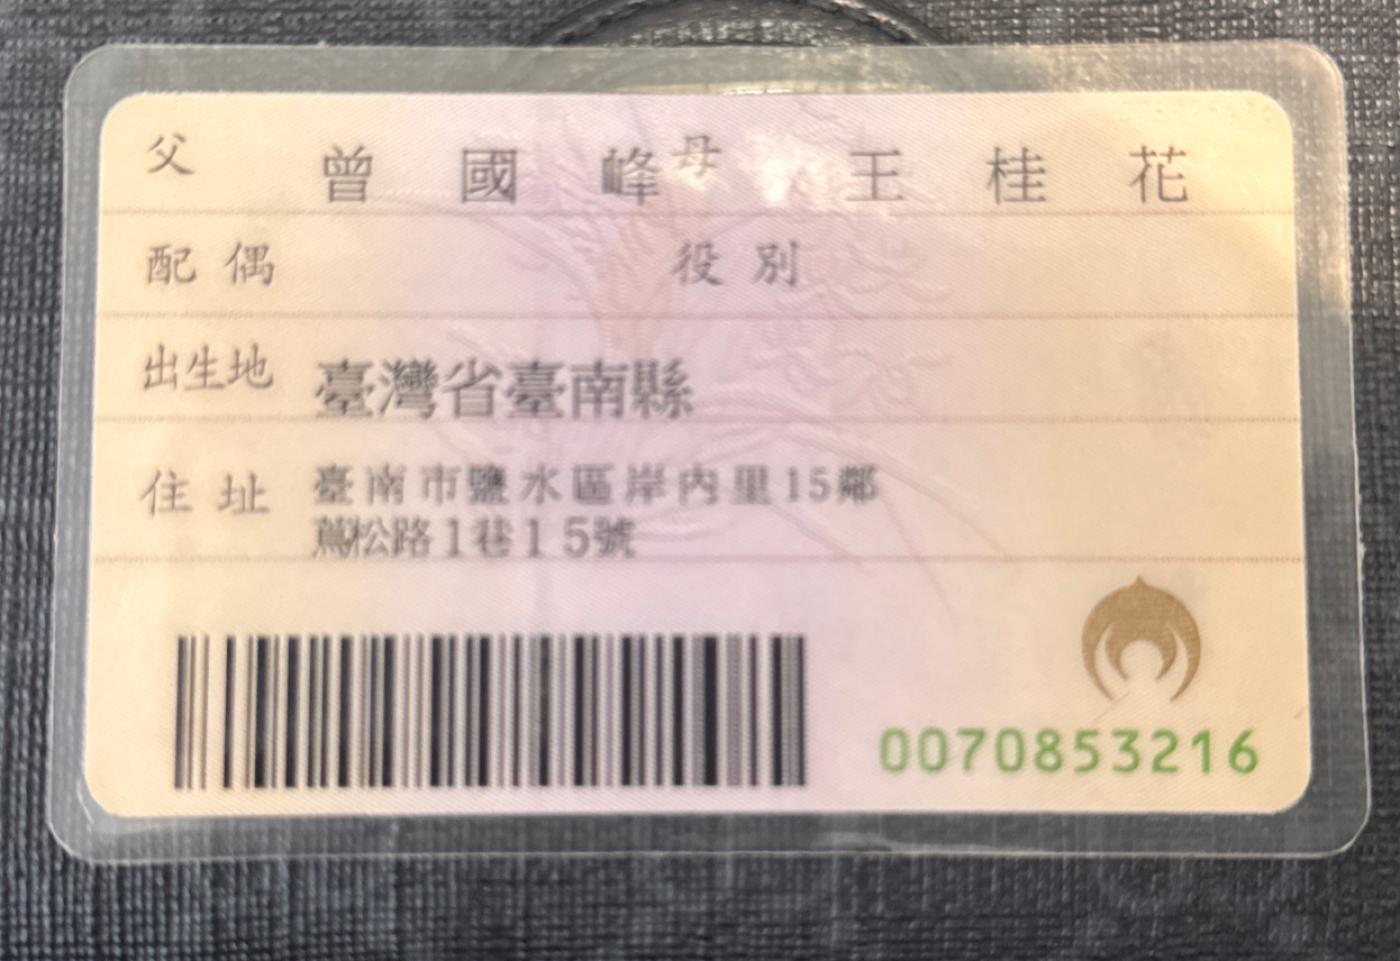 父 曾國峰 母 王桂花
配偶 役別
出生地 臺灣省臺南縣
住址 臺南市鹽水區岸內里15鄰
蔦松路1巷15號
0070853216